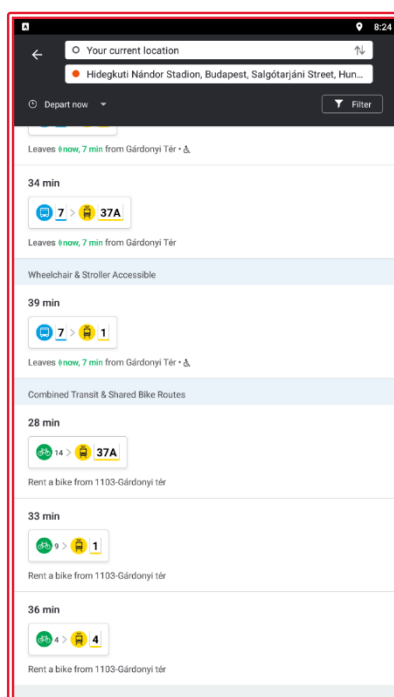 8:24
Your current location
Hidegkuti Nándor Stadion, Budapest, Salgótarjáni Street, Hun...
Depart now
Filter
Leaves now, 7 min from Gárdonyi Tér •
34 min
7 > 37A
Leaves now, 7 min from Gárdonyi Tér
Wheelchair & Stroller Accessible
39 min
7 > 1
Leaves now, 7 min from Gárdonyi Tér •
Combined Transit & Shared Bike Routes
28 min
14 > 37A
Rent a bike from 1103-Gárdonyi tér
33 min
9 > 1
Rent a bike from 1103-Gárdonyi tér
36 min
4 > 4
Rent a bike from 1103-Gárdonyi tér